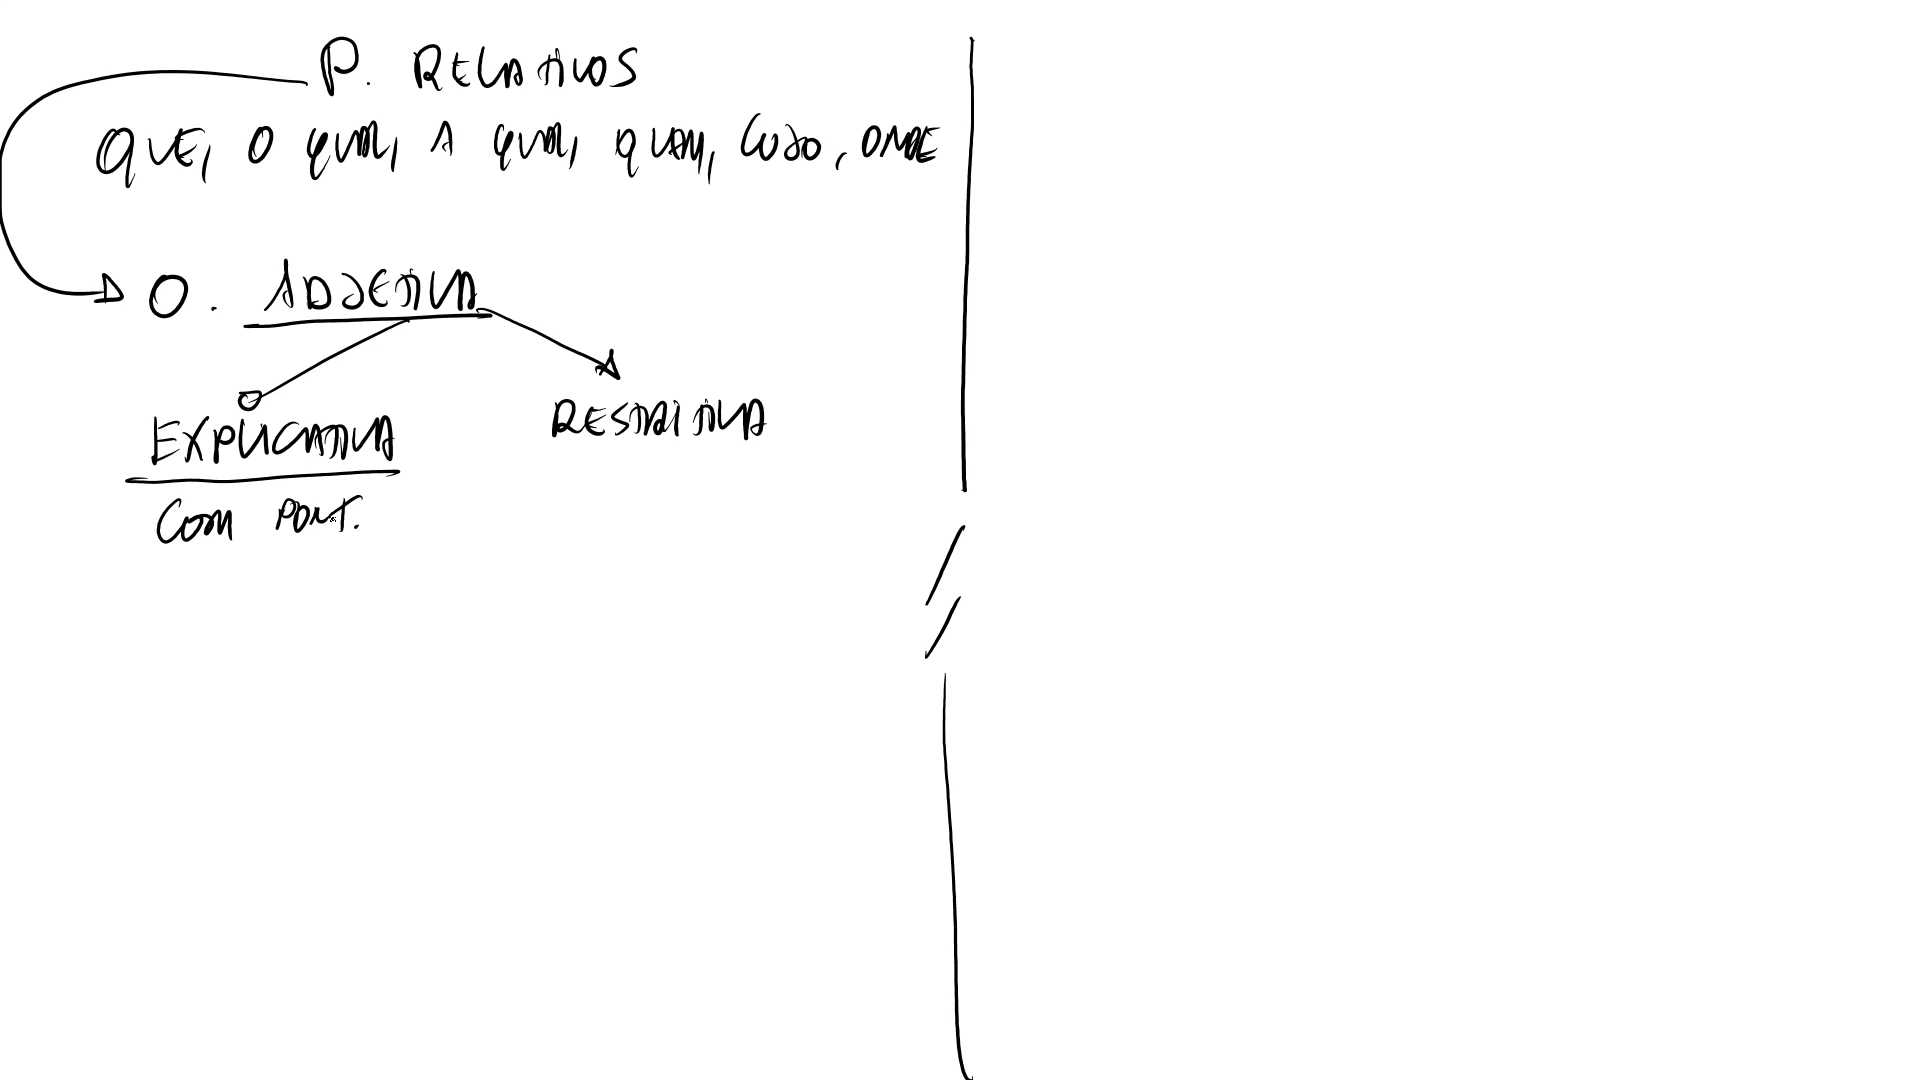 P. RELATIVOS
QUE, O QUAL, A QUAL, QUEM, CUJO, ONDE
O. ADJETIVA
EXPLICATIVA
RESTRITIVA
COM PONT.